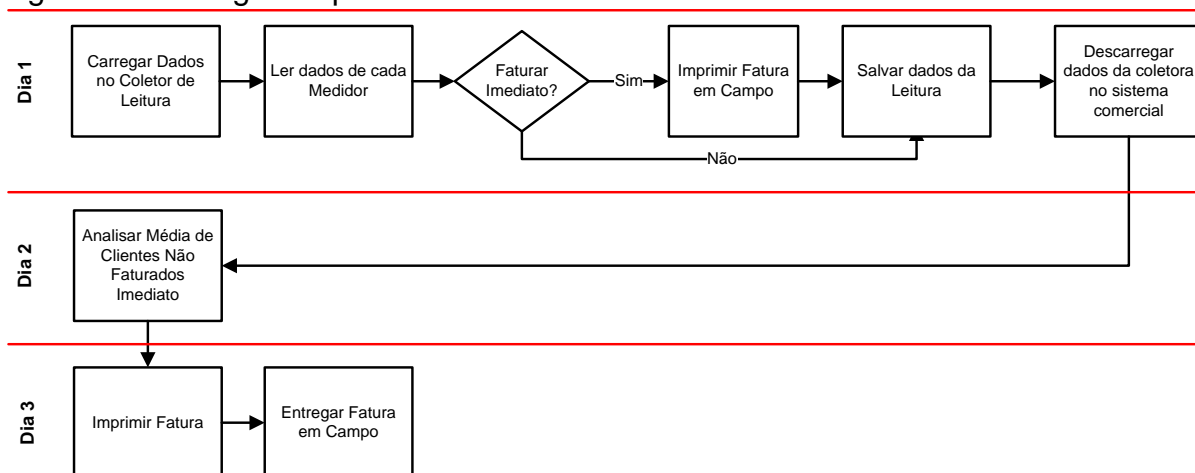 Dia 1
Carregar Dados
no Coletor de
Leitura
Ler dados de cada
Medidor
Faturar
Imediato?
Sim
Imprimir Fatura
em Campo
Salvar dados da
Leitura
Descarregar
dados da coletora
no sistema
comercial
Não
Dia 2
Analisar Média de
Clientes Não
Faturados
Imediato
Dia 3
Imprimir Fatura
Entregar Fatura
em Campo